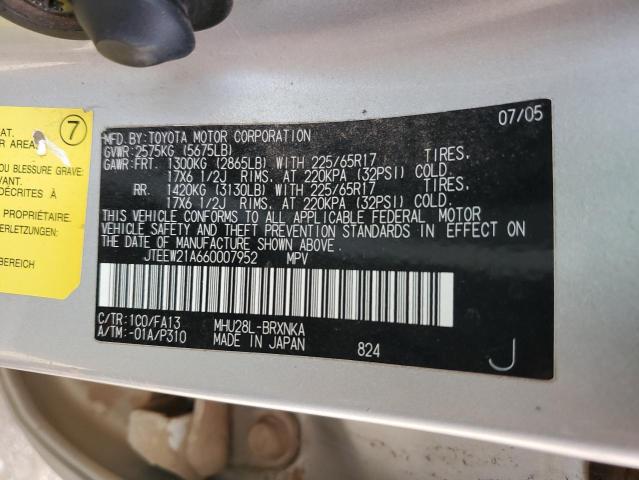 7
AT.
R AREA
OU BLESSURE GRAVE
VANT.
DÉCRITES À
PROPRIÉTAIRE.
ERLETZUNGEN.
BEREICH
07/05
MFD.BY:TOYOTA MOTOR CORPORATION
GVWR:2575KG (5675LB)
GAWR:FRT. 1300KG (2865LB) WITH 225/65R17 TIRES.
17X6 1/2J RIMS. AT 220KPA (32PSI) COLD.
RR. 1420KG (3130LB) WITH 225/65R17 TIRES.
17X6 1/2J RIMS. AT 220KPA (32PSI) COLD.
THIS VEHICLE CONFORMS TO ALL APPLICABLE FEDERAL MOTOR
VEHICLE SAFETY AND THEFT PREVENTION STANDARDS IN EFFECT ON
THE DATE OF MANUFACTURE SHOWN ABOVE.
JTEEW21A660007952 MPV
C/TR:1C0/FA13 MHU28L-BRXNKA
A/TM:-01A/P310 MADE IN JAPAN 824 J